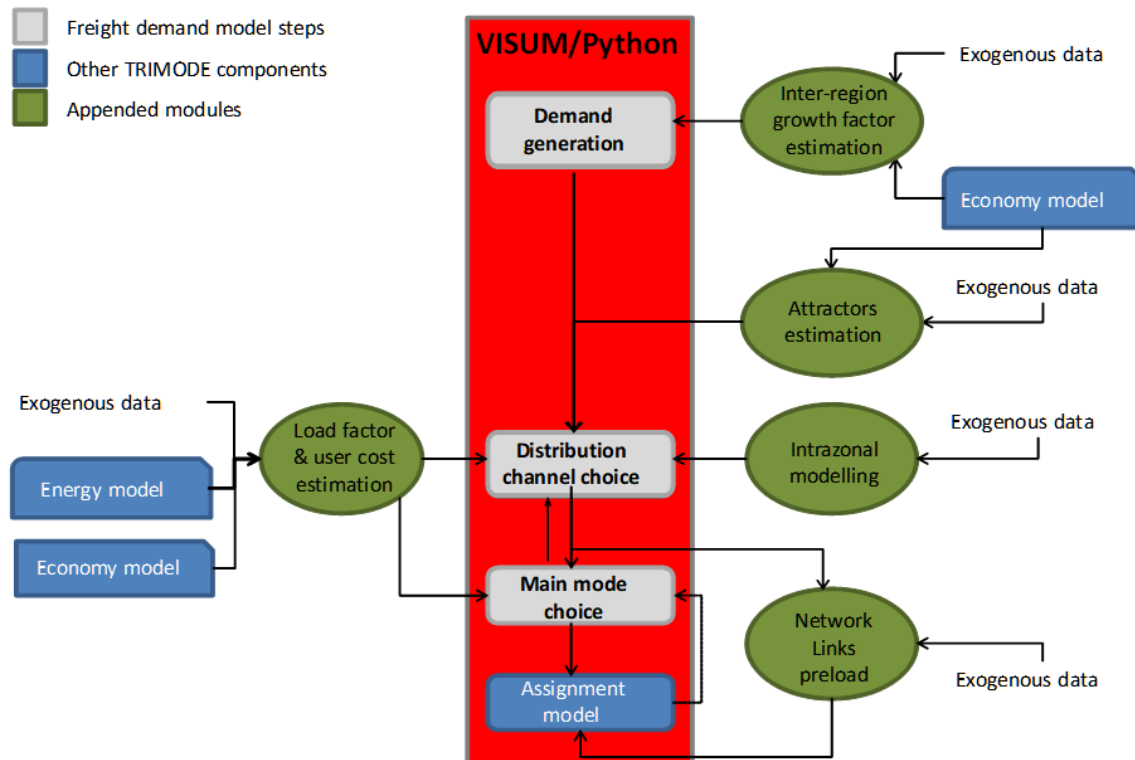 Freight demand model steps
Other TRIMODE components
Appended modules
VISUM/Python
Demand
generation
Inter-region
growth factor
estimation
Exogenous data
Economy model
Attractors
estimation
Exogenous data
Exogenous data
Energy model
Economy model
Load factor
& user cost
estimation
Distribution
channel choice
Intrazonal
modelling
Exogenous data
Main mode
choice
Network
Links
preload
Exogenous data
Assignment
model